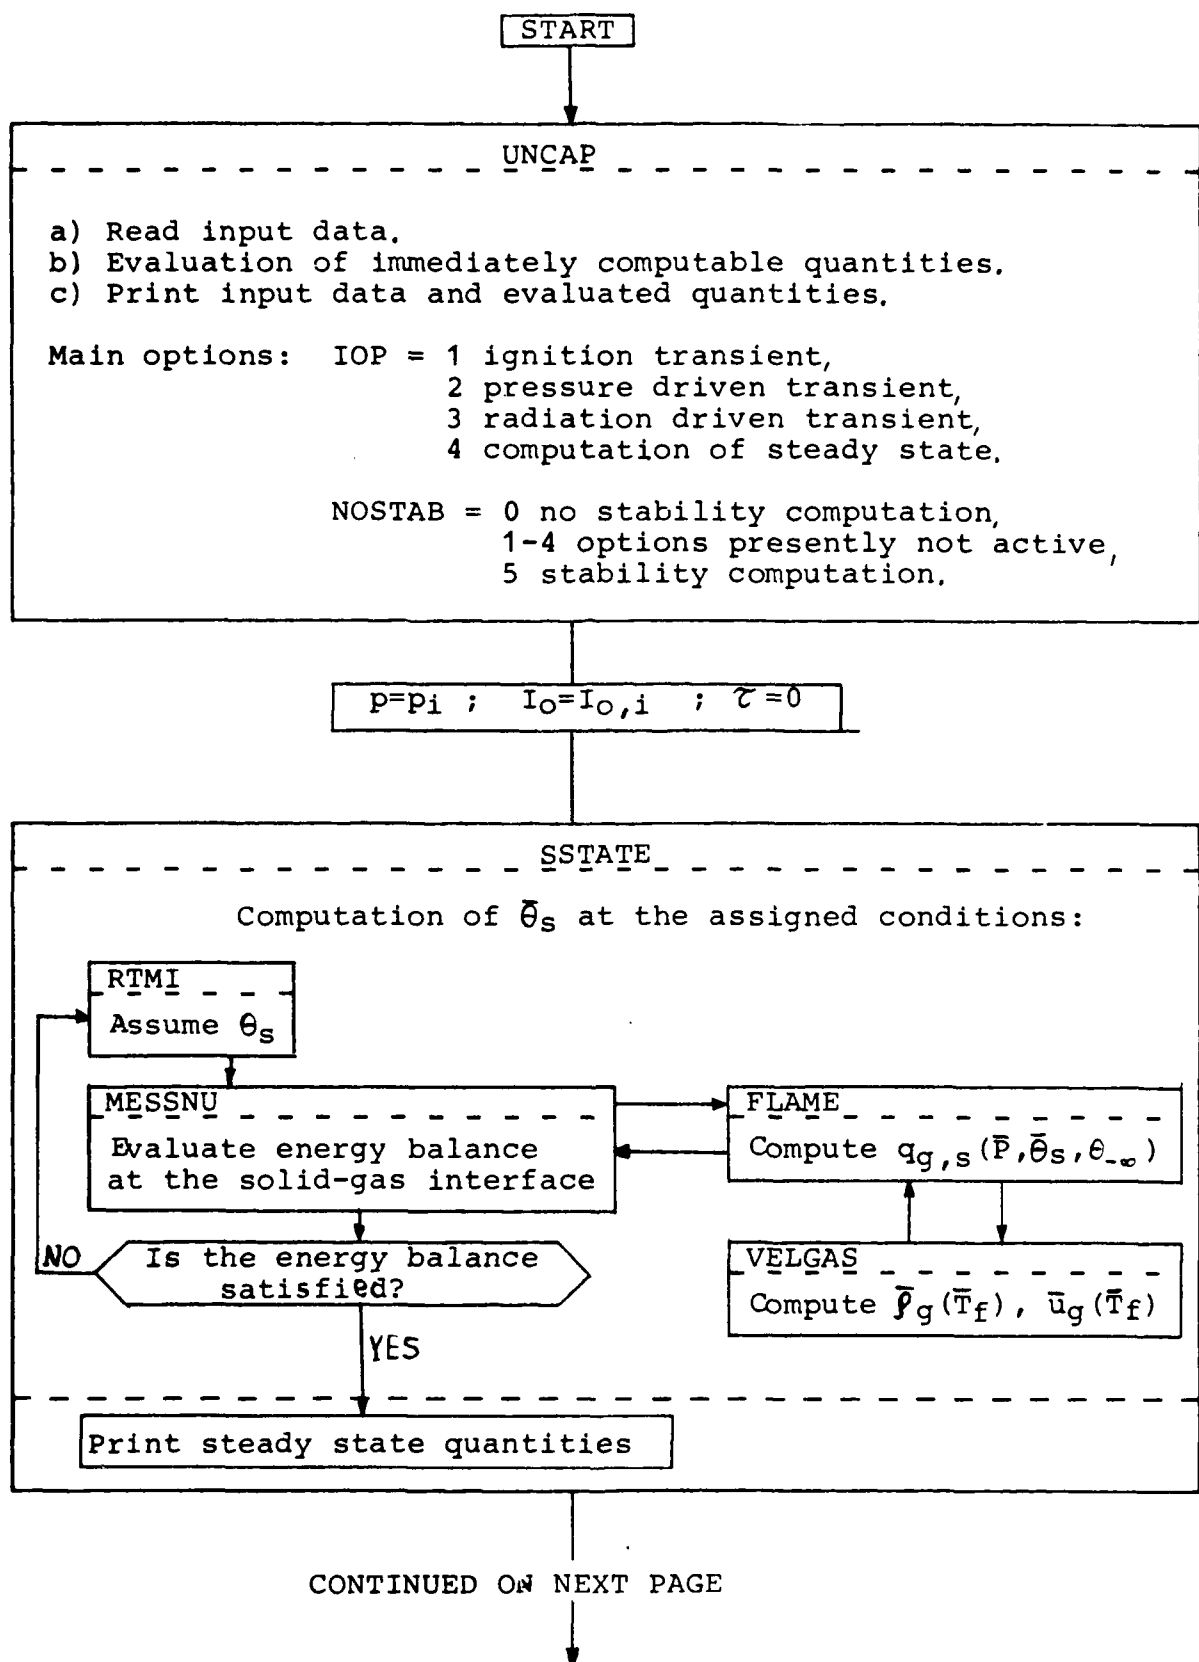 START
UNCAP
a) Read input data.
b) Evaluation of immediately computable quantities.
c) Print input data and evaluated quantities.
Main options: IOP = 1 ignition transient,
2 pressure driven transient,
3 radiation driven transient,
4 computation of steady state.
NOSTAB = 0 no stability computation,
1-4 options presently not active,
5 stability computation.
p=pi ; Io=Io,i ; τ=0
SSTATE
Computation of θ̄s at the assigned conditions:
RTMI
Assume θs
MESSNU
Evaluate energy balance
at the solid-gas interface
FLAME
Compute qg,s(P̄,θ̄s,θ-∞)
NO
Is the energy balance
satisfied?
VELGAS
Compute ρ̄g(T̄f), ūg(T̄f)
YES
Print steady state quantities
CONTINUED ON NEXT PAGE